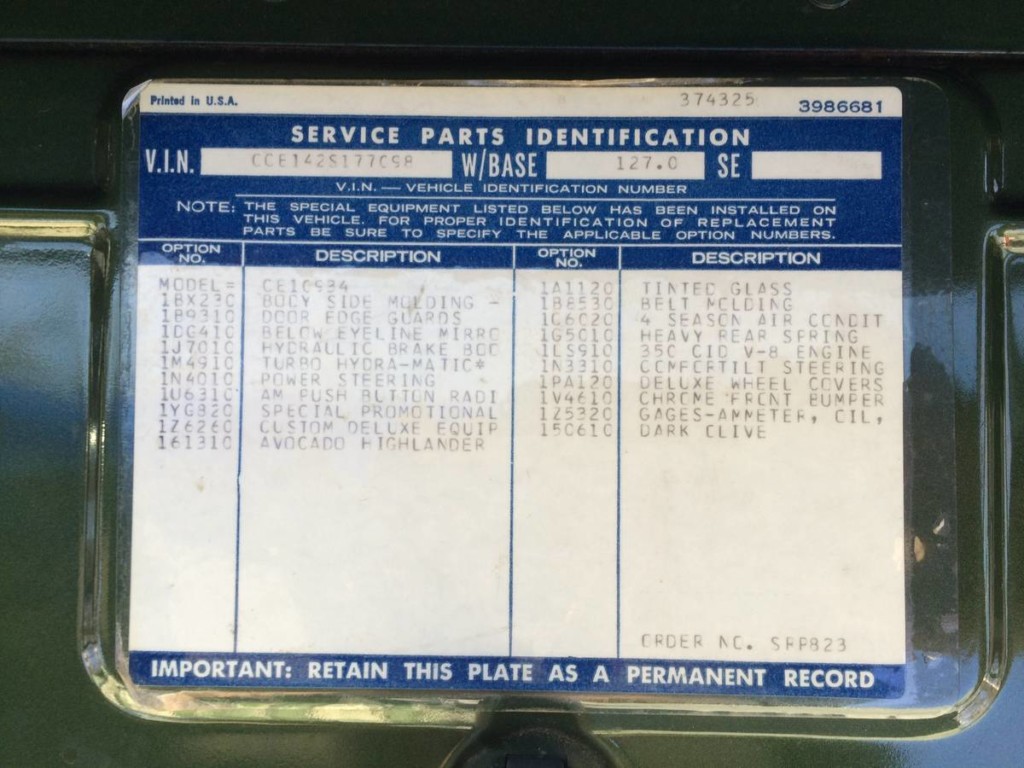 Printed in U.S.A. 374325 3986681
SERVICE PARTS IDENTIFICATION
V.I.N. CCE142S177098 W/BASE 127.0 SE
V.I.N. — VEHICLE IDENTIFICATION NUMBER
NOTE: THE SPECIAL EQUIPMENT LISTED BELOW HAS BEEN INSTALLED ON
THIS VEHICLE. FOR PROPER IDENTIFICATION OF REPLACEMENT
PARTS BE SURE TO SPECIFY THE APPLICABLE OPTION NUMBERS.
OPTION NO. DESCRIPTION OPTION NO. DESCRIPTION
MODEL= CE10934 1A1120 TINTED GLASS
1BX230 BODY SIDE MOLDING - 1B8530 BELT MOLDING
1B9310 DOOR EDGE GUARDS 1C6020 4 SEASON AIR CONDIT
1DG410 BELOW EYELINE MIRRO 1G5010 HEAVY REAR SPRING
1J7010 HYDRAULIC BRAKE BOO 1LS910 350 CID V-8 ENGINE
1M4910 TURBO HYDRA-MATIC* 1N3310 COMFORTILT STEERING
1N4010 POWER STEERING 1PA120 DELUXE WHEEL COVERS
1U6310 AM PUSH BUTTON RADI 1V4610 CHROME FRONT BUMPER
1YG820 SPECIAL PROMOTIONAL 1Z5320 GAGES-AMMETER, OIL,
1Z6260 CUSTOM DELUXE EQUIP 150610 DARK OLIVE
161310 AVOCADO HIGHLANDER
ORDER NO.
IMPORTANT: RETAIN THIS PLATE AS A PERMANENT RECORD